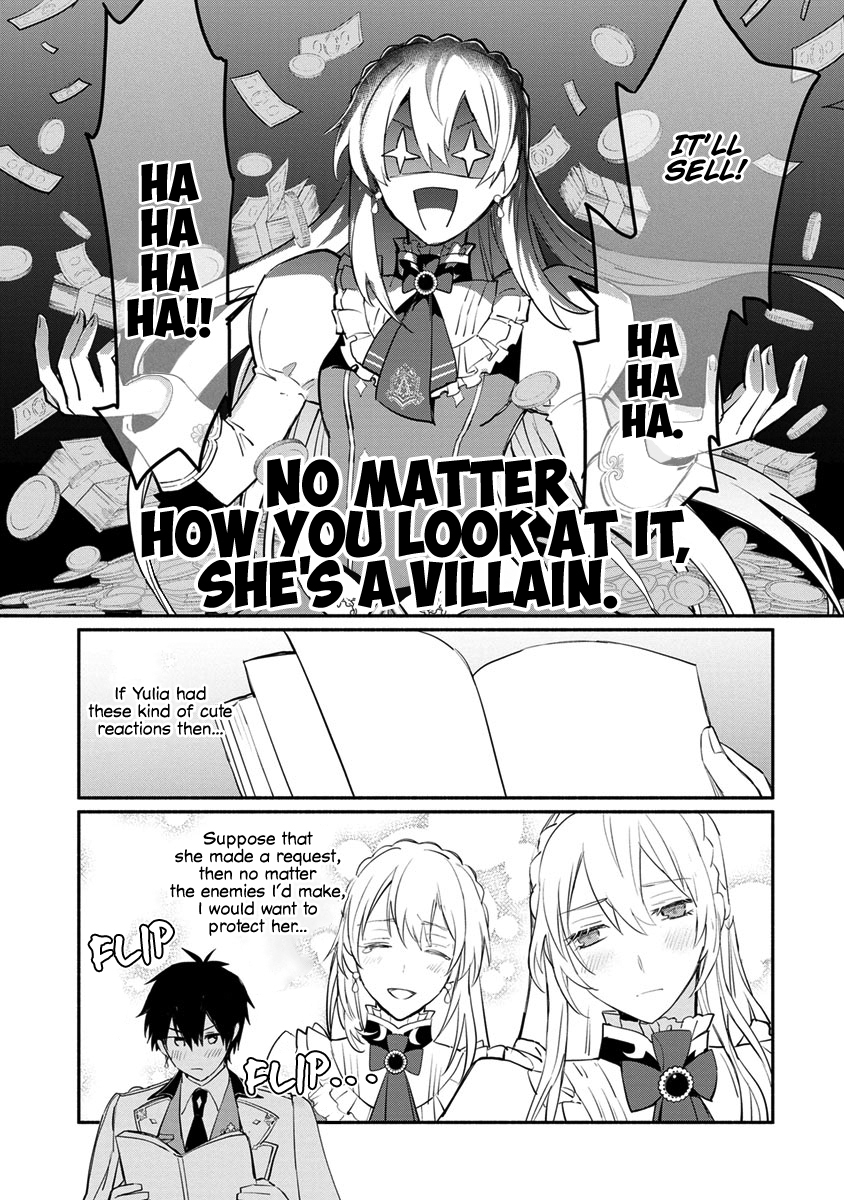 IT'LL
SELL!
HA
HA
HA.
HA
HA
HA
HA!!
NO MATTER
HOW YOU LOOK AT IT,
SHE'S A VILLAIN.
If Yulia had
these kind of cute
reactions then...
Suppose that
she made a request,
then no matter
the enemies I'd make,
I would want to
protect her...
FLIP
FLIP...